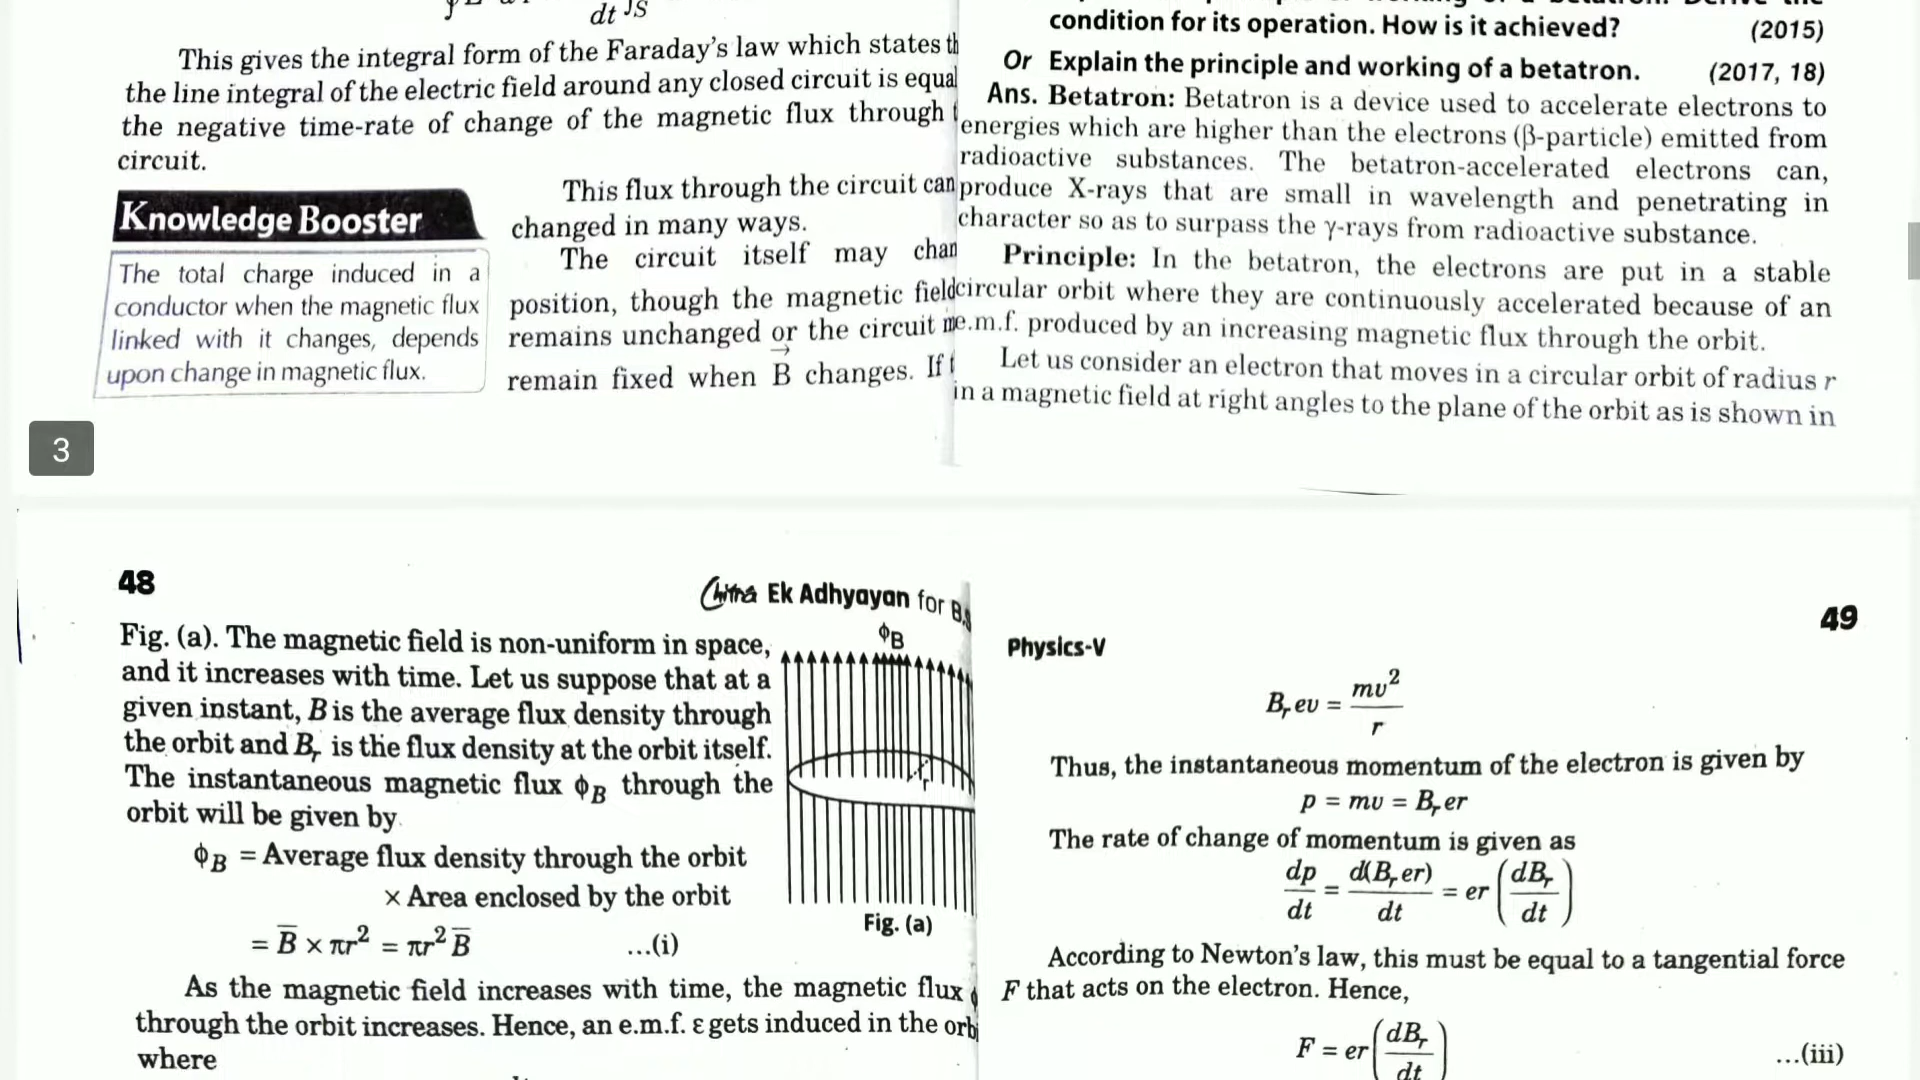 dt S
This gives the integral form of the Faraday's law which states
the line integral of the electric field around any closed circuit is equal
the negative time-rate of change of the magnetic flux through
circuit.
Knowledge Booster
The total charge induced in a
conductor when the magnetic flux
linked with it changes, depends
upon change in magnetic flux.
This flux through the circuit can
changed in many ways.
The circuit itself may
position, though the magnetic field
remains unchanged or the circuit
remain fixed when B⃗ changes. If
3
condition for its operation. How is it achieved? (2015)
Or Explain the principle and working of a betatron. (2017, 18)
Ans. Betatron: Betatron is a device used to accelerate electrons to
energies which are higher than the electrons (β-particle) emitted from
radioactive substances. The betatron-accelerated electrons can,
produce X-rays that are small in wavelength and penetrating in
character so as to surpass the γ-rays from radioactive substance.
Principle: In the betatron, the electrons are put in a stable
circular orbit where they are continuously accelerated because of an
e.m.f. produced by an increasing magnetic flux through the orbit.
Let us consider an electron that moves in a circular orbit of radius r
in a magnetic field at right angles to the plane of the orbit as is shown in
48
Chitra Ek Adhyayan for B.S
Fig. (a). The magnetic field is non-uniform in space,
and it increases with time. Let us suppose that at a
given instant, B is the average flux density through
the orbit and Bᵣ is the flux density at the orbit itself.
The instantaneous magnetic flux ϕB through the
orbit will be given by
ϕB = Average flux density through the orbit
× Area enclosed by the orbit
= B̅ × πr² = πr² B̅ ...(i)
ϕB
r
Fig. (a)
As the magnetic field increases with time, the magnetic flux
through the orbit increases. Hence, an e.m.f. ε gets induced in the
where
49
Physics-V
Bᵣ ev = mv²/r
Thus, the instantaneous momentum of the electron is given by
p = mv = Bᵣ er
The rate of change of momentum is given as
dp/dt = d(Bᵣ er)/dt = er (dBᵣ/dt)
According to Newton's law, this must be equal to a tangential force
F that acts on the electron. Hence,
F = er (dBᵣ/dt) ...(iii)